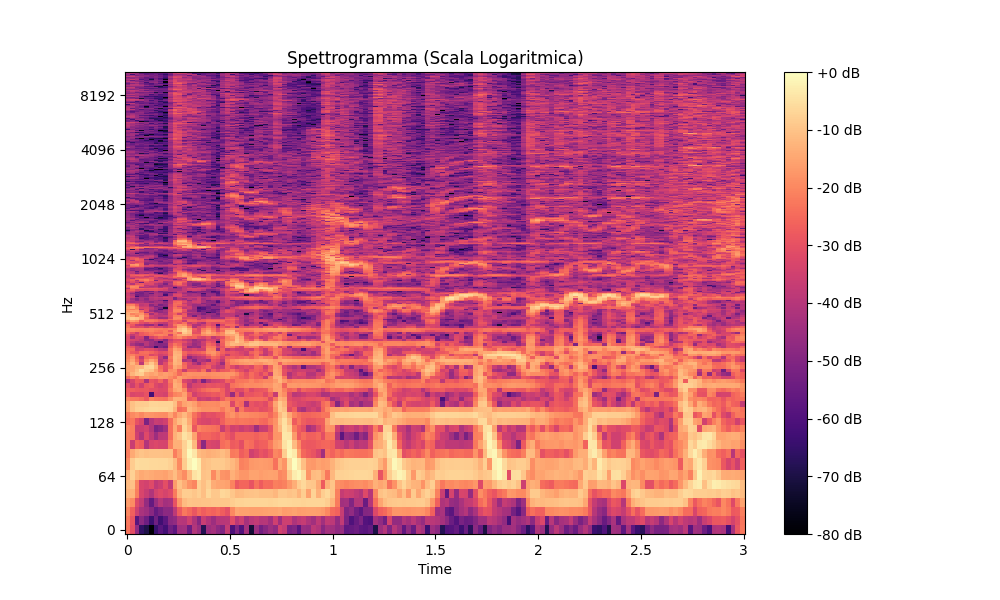 Spettrogramma (Scala Logaritmica)
Hz
8192
4096
2048
1024
512
256
128
64
0
0
0.5
1
1.5
2
2.5
3
Time
+0 dB
-10 dB
-20 dB
-30 dB
-40 dB
-50 dB
-60 dB
-70 dB
-80 dB